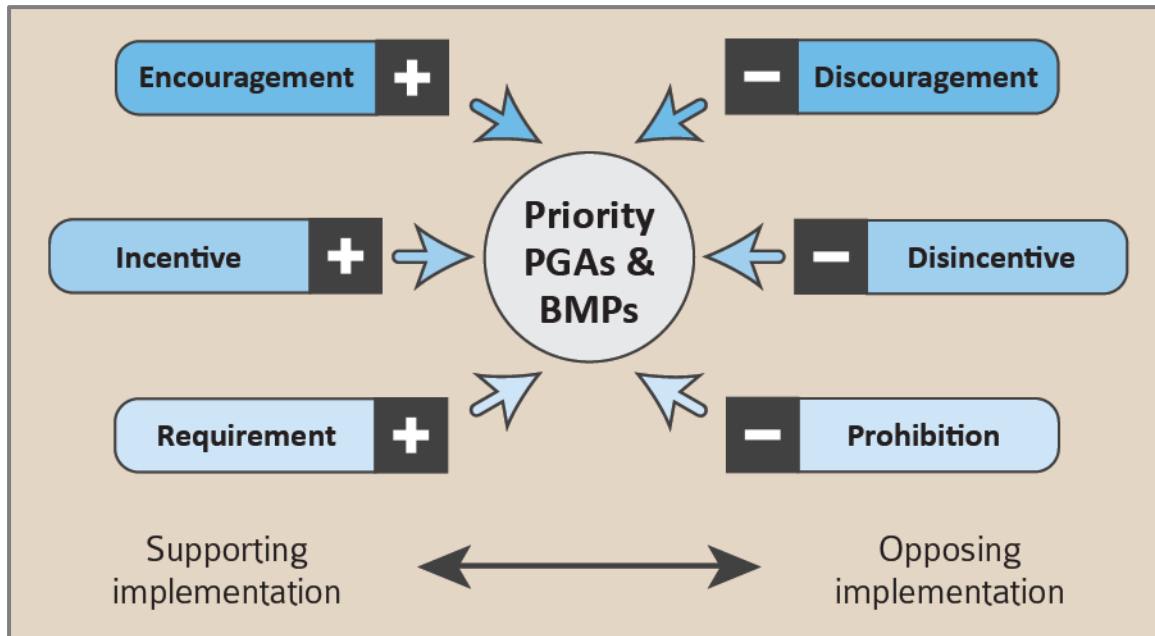 Encouragement +
− Discouragement
Incentive +
Priority
PGAs &
BMPs
− Disincentive
Requirement +
− Prohibition
Supporting
implementation
Opposing
implementation